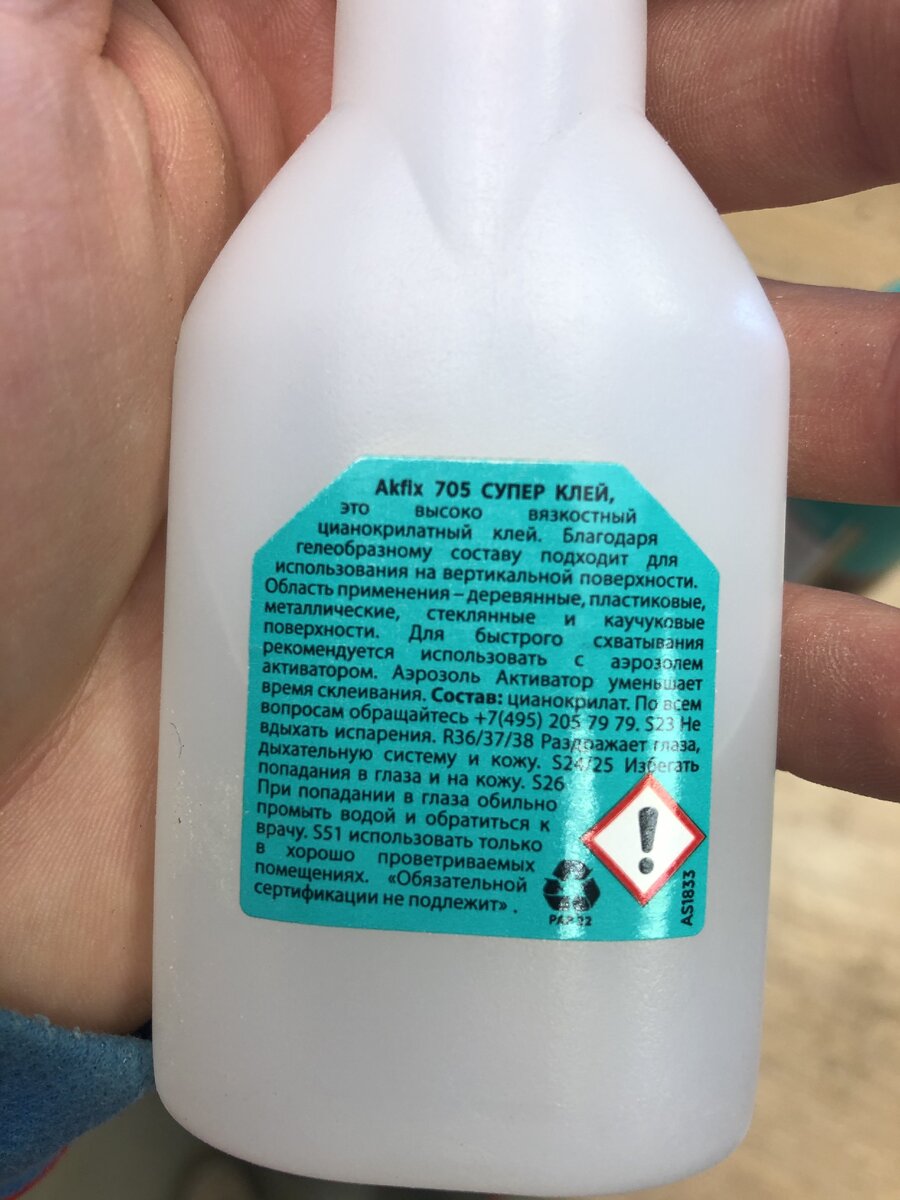 Akfix 705 СУПЕР КЛЕЙ,
это высоко вязкостный
цианокрилатный клей. Благодаря
гелеобразному составу подходит для
использования на вертикальной поверхности.
Область применения – деревянные, пластиковые,
металлические, стеклянные и каучуковые
поверхности. Для быстрого схватывания
рекомендуется использовать с аэрозолем
активатором. Аэрозоль Активатор уменьшает
время склеивания. Состав: цианокрилат. По всем
вопросам обращайтесь +7(495) 205 79 79. S23 Не
вдыхать испарения. R36/37/38 Раздражает глаза,
дыхательную систему и кожу. S24/25 Избегать
попадания в глаза и на кожу. S26
При попадании в глаза обильно
промыть водой и обратиться к
врачу. S51 использовать только
в хорошо проветриваемых
помещениях. «Обязательной
сертификации не подлежит» .
PAP 22
AS1833